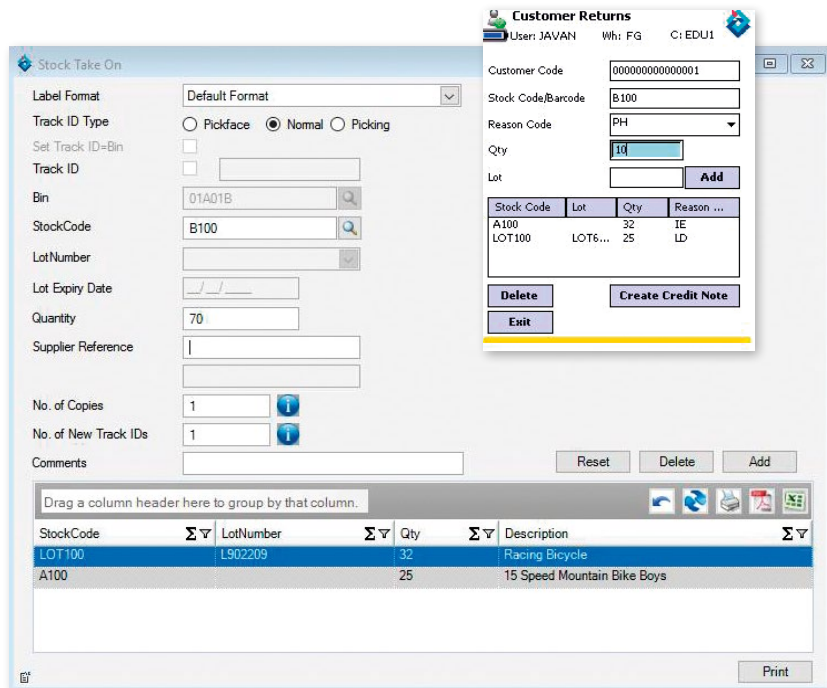 Customer Returns
User: JAVAN Wh: FG C: EDU1
Customer Code 000000000000001
Stock Code/Barcode B100
Reason Code PH
Qty 10
Lot Add
Stock Code Lot Qty Reason ...
A100 32 IE
LOT100 LOT6... 25 LD
Delete Create Credit Note
Exit
Stock Take On
Label Format Default Format
Track ID Type Pickface Normal Picking
Set Track ID=Bin
Track ID
Bin 01A01B
StockCode B100
LotNumber
Lot Expiry Date __/__/____
Quantity 70
Supplier Reference
No. of Copies 1
No. of New Track IDs 1
Comments Reset Delete Add
Drag a column header here to group by that column.
StockCode LotNumber Qty Description
LOT100 L902209 32 Racing Bicycle
A100 25 15 Speed Mountain Bike Boys
Print